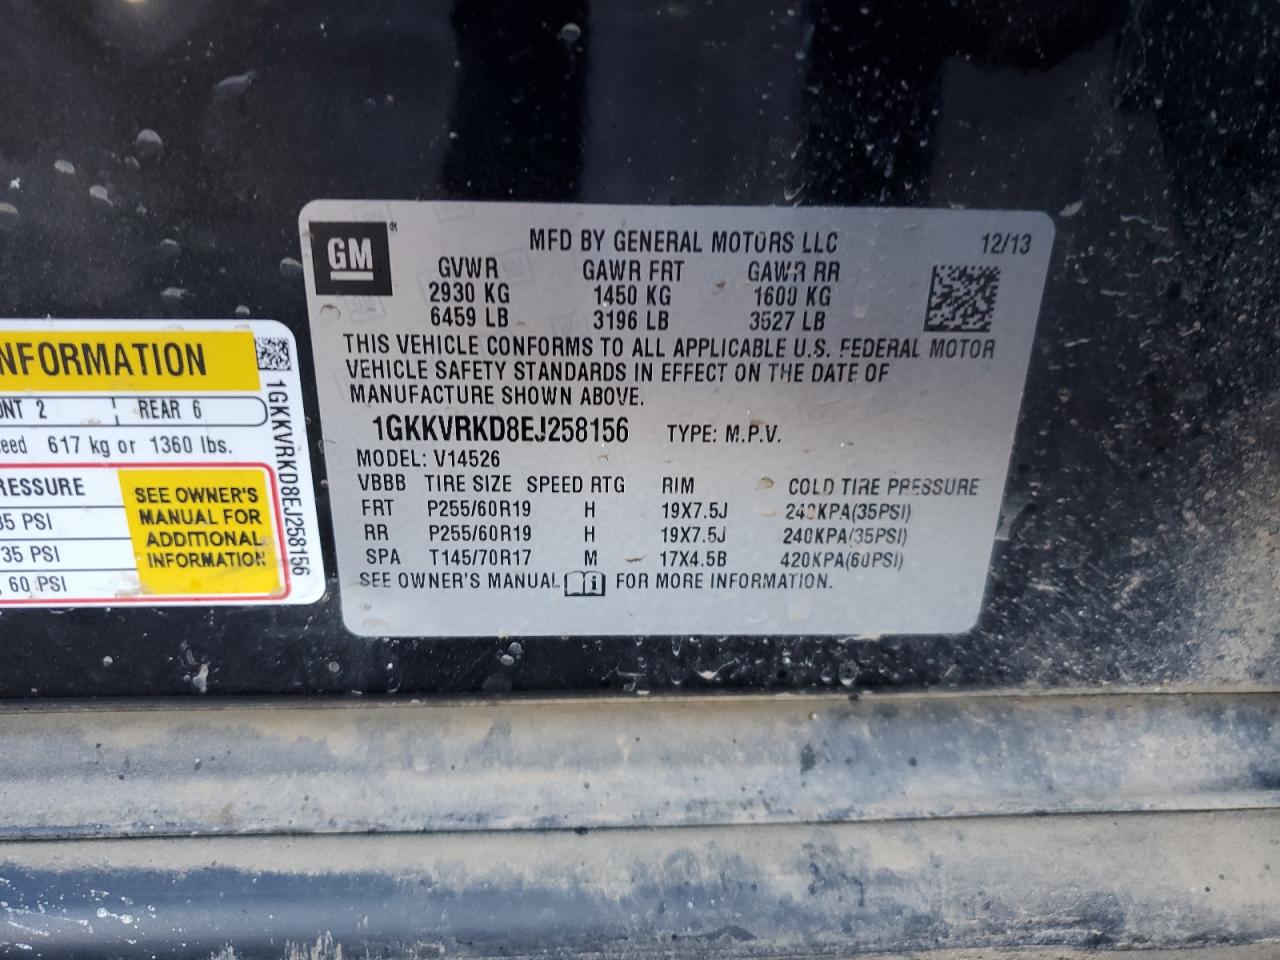 GM
MFD BY GENERAL MOTORS LLC 12/13
GVWR GAWR FRT GAWR RR
2930 KG 1450 KG 1600 KG
6459 LB 3196 LB 3527 LB
THIS VEHICLE CONFORMS TO ALL APPLICABLE U.S. FEDERAL MOTOR
VEHICLE SAFETY STANDARDS IN EFFECT ON THE DATE OF
MANUFACTURE SHOWN ABOVE.
1GKKVRKD8EJ258156 TYPE: M.P.V.
MODEL: V14526
VBBB TIRE SIZE SPEED RTG RIM COLD TIRE PRESSURE
FRT P255/60R19 H 19X7.5J 240KPA(35PSI)
RR P255/60R19 H 19X7.5J 240KPA(35PSI)
SPA T145/70R17 M 17X4.5B 420KPA(60PSI)
SEE OWNER'S MANUAL FOR MORE INFORMATION.
NFORMATION
NT 2 REAR 6
eed 617 kg or 1360 lbs.
RESSURE
35 PSI
35 PSI
, 60 PSI
SEE OWNER'S
MANUAL FOR
ADDITIONAL
INFORMATION
1GKKVRKD8EJ258156